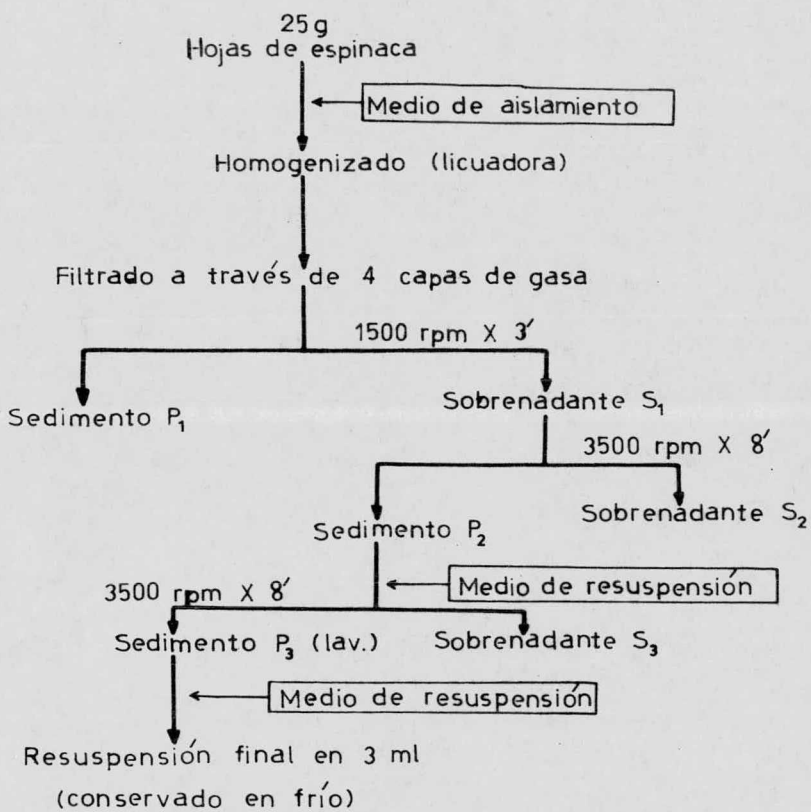 25g
Hojas de espinaca
Medio de aislamiento
Homogenizado (licuadora)
Filtrado a través de 4 capas de gasa
1500 rpm X 3'
Sedimento P₁
Sobrenadante S₁
3500 rpm X 8'
Sedimento P₂
Sobrenadante S₂
Medio de resuspensión
3500 rpm X 8'
Sedimento P₃ (lav.)
Sobrenadante S₃
Medio de resuspensión
Resuspensión final en 3 ml
(conservado en frío)